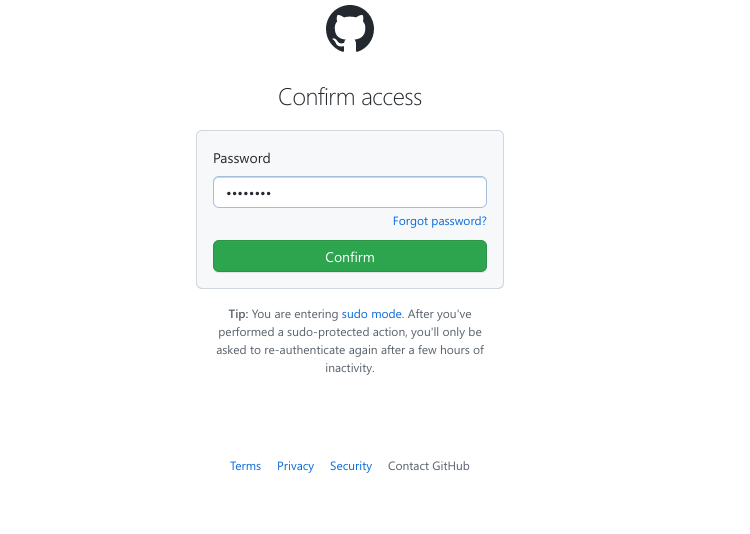 Confirm access
Password
••••••••
Forgot password?
Confirm
Tip: You are entering sudo mode. After you've
performed a sudo-protected action, you'll only be
asked to re-authenticate again after a few hours of
inactivity.
Terms Privacy Security Contact GitHub